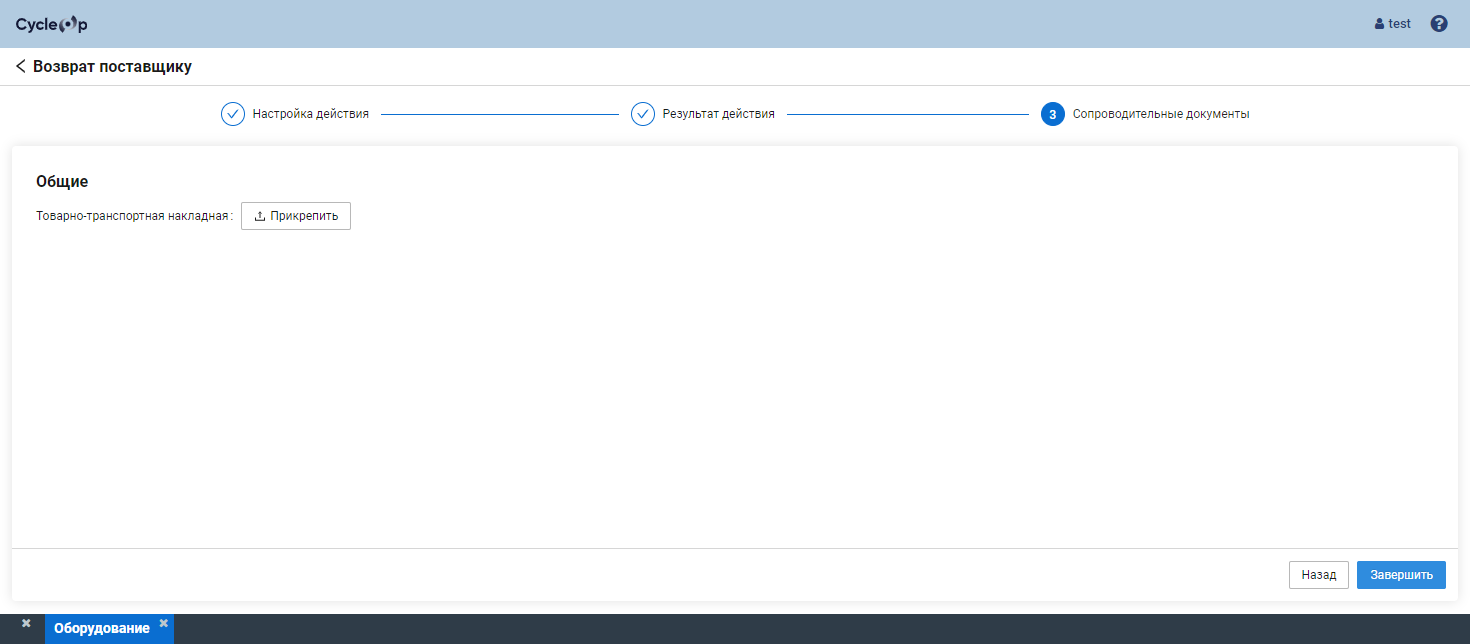 CycleOp
test
?
Возврат поставщику
Настройка действия
Результат действия
3 Сопроводительные документы
Общие
Товарно-транспортная накладная: Прикрепить
Назад Завершить
Оборудование